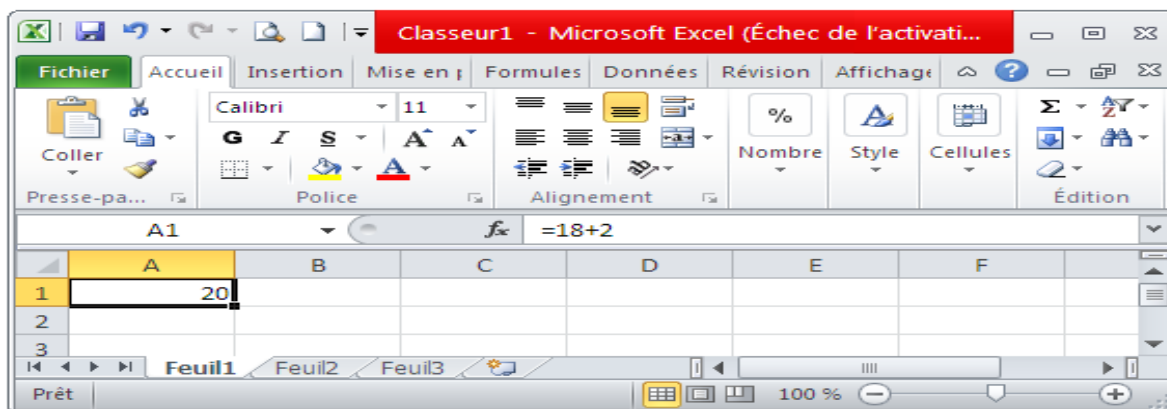 Classeur1 - Microsoft Excel (Échec de l'activati...
Fichier Accueil Insertion Mise en p Formules Données Révision Affichage
Calibri 11
G I S A A A
Coller
% Nombre Style Cellules
Σ AZ
Presse-pa... Police Alignement Édition
A1 fx =18+2
A B C D E F
1 20
2
3
Feuil1 Feuil2 Feuil3
Prêt 100 %